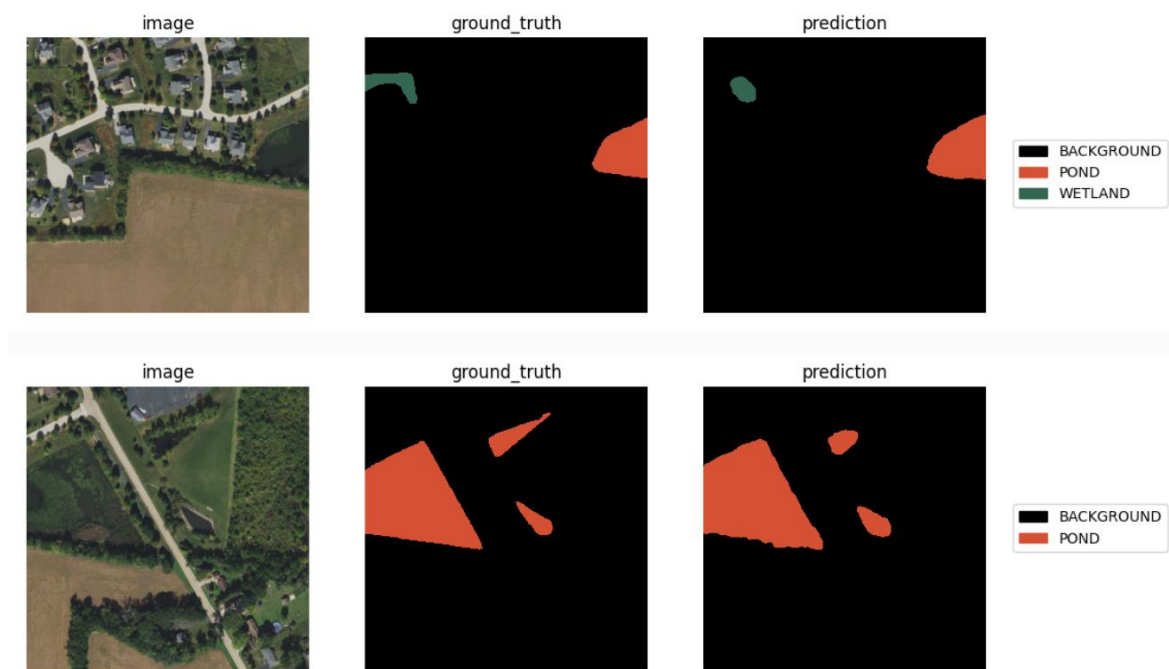 image
ground_truth
prediction
BACKGROUND
POND
WETLAND
image
ground_truth
prediction
BACKGROUND
POND